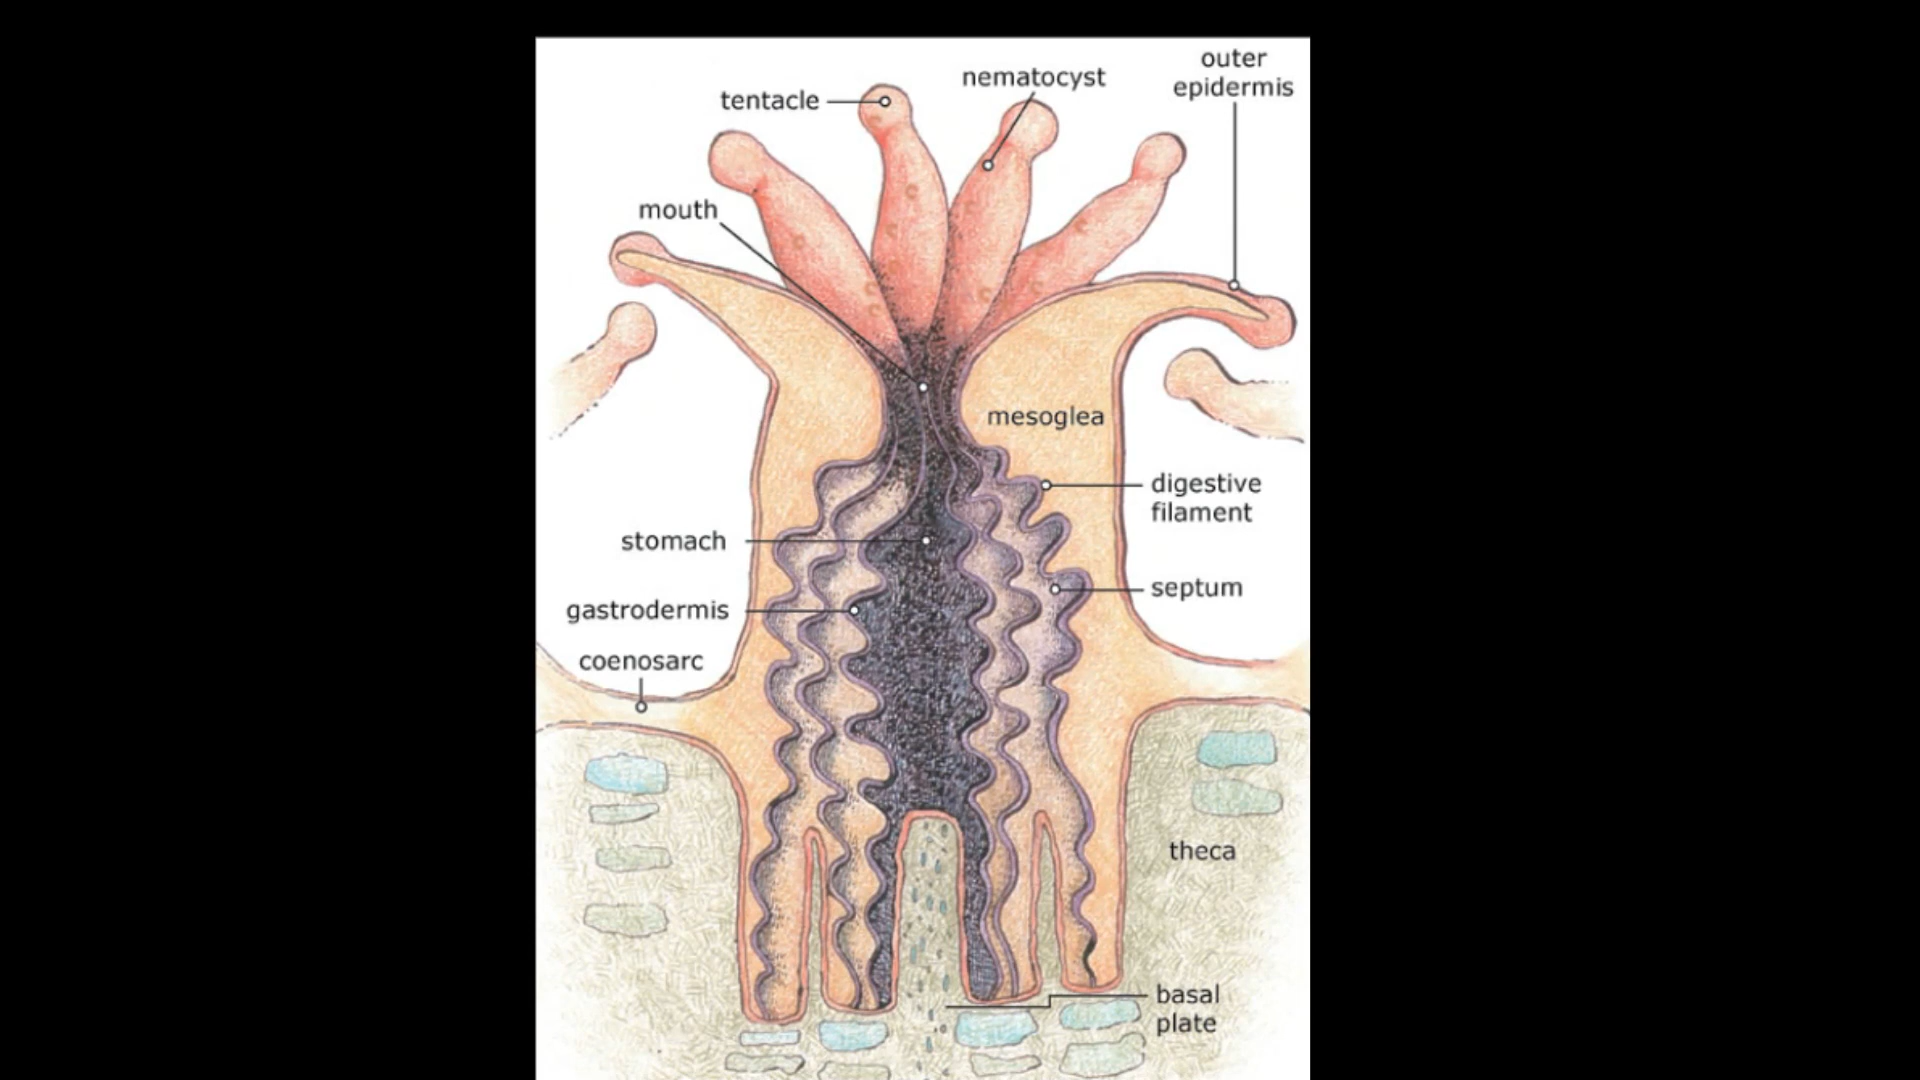 outer
epidermis
nematocyst
tentacle
mouth
mesoglea
digestive
filament
stomach
septum
gastrodermis
coenosarc
theca
basal
plate